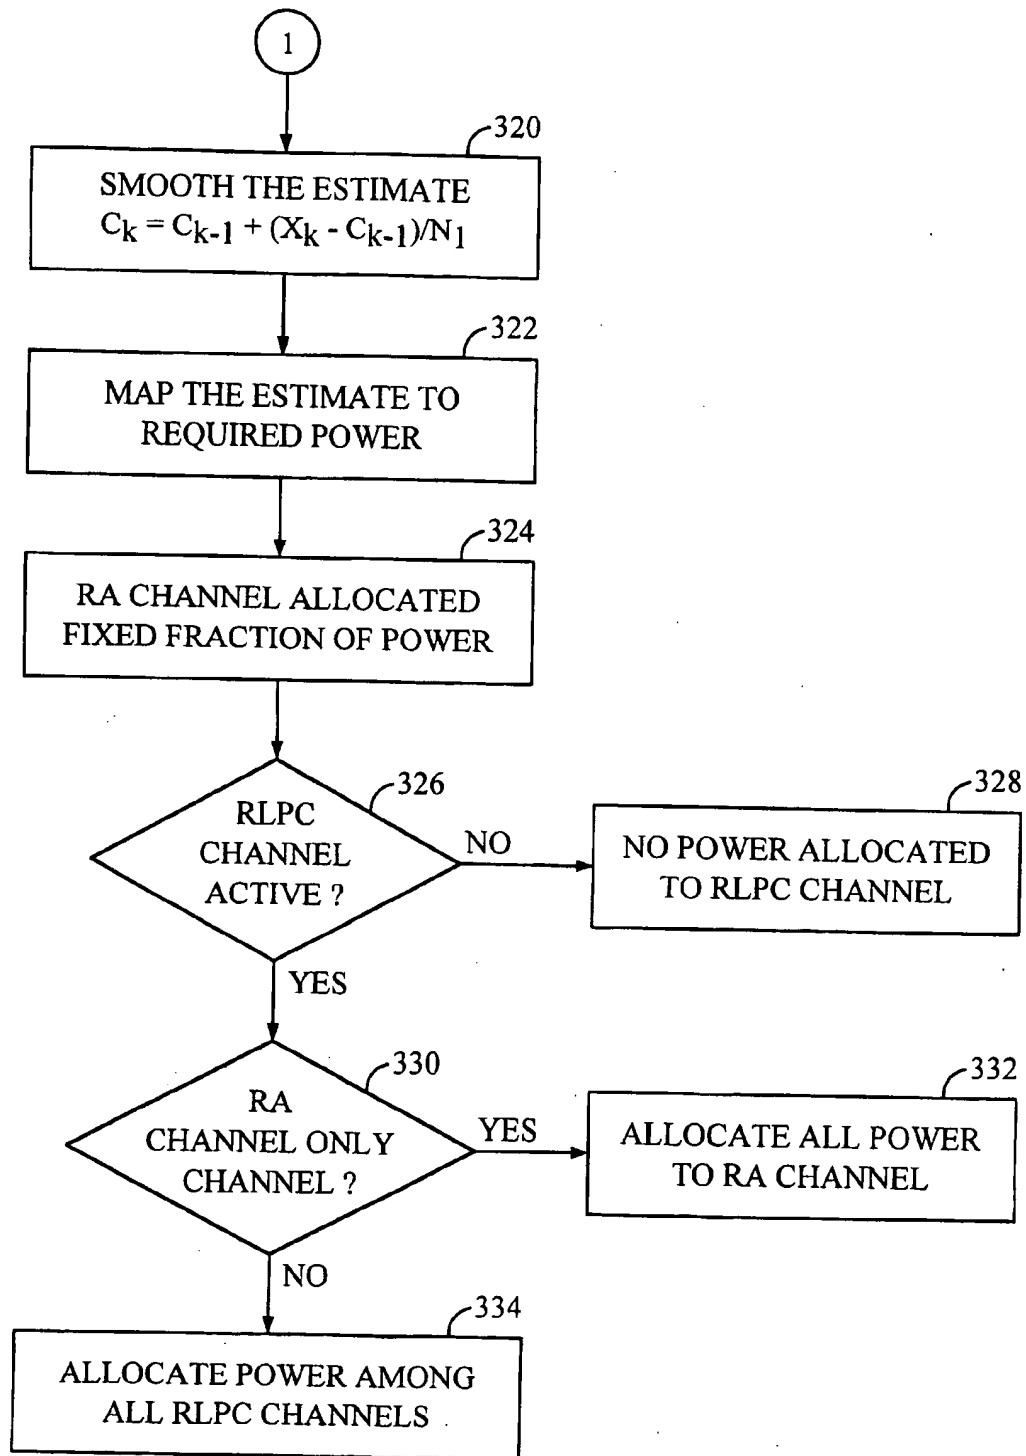 1
320
SMOOTH THE ESTIMATE
Ck = Ck-1 + (Xk - Ck-1)/N1
322
MAP THE ESTIMATE TO
REQUIRED POWER
324
RA CHANNEL ALLOCATED
FIXED FRACTION OF POWER
326
RLPC
CHANNEL
ACTIVE ?
NO
328
NO POWER ALLOCATED
TO RLPC CHANNEL
YES
330
RA
CHANNEL ONLY
CHANNEL ?
YES
332
ALLOCATE ALL POWER
TO RA CHANNEL
NO
334
ALLOCATE POWER AMONG
ALL RLPC CHANNELS